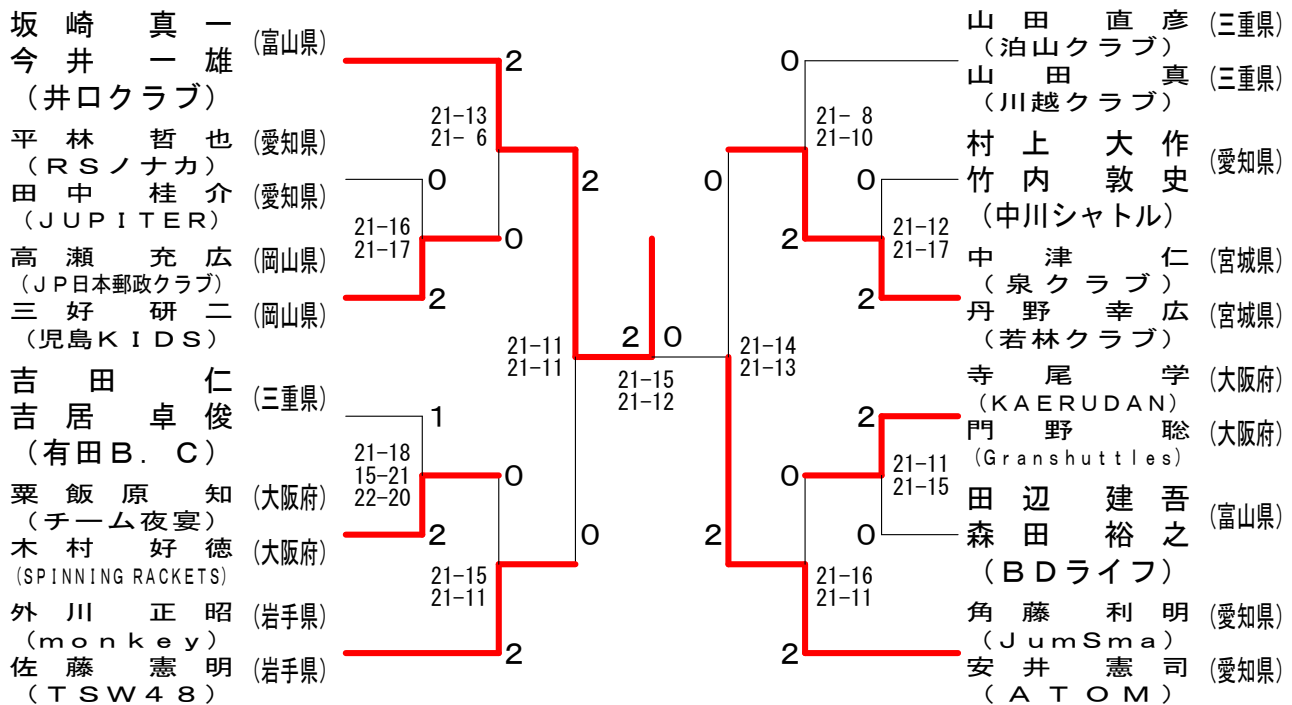 坂崎 真一
今井 一雄
(富山県)
(井口クラブ)
平林 哲也
(愛知県)
(RSノナカ)
田中 桂介
(愛知県)
(JUPITER)
高瀬 充広
(岡山県)
(JP日本郵政クラブ)
三好 研二
(岡山県)
(児島KIDS)
吉田 仁
吉居 卓俊
(三重県)
(有田B.C)
粟飯原 知
(大阪府)
(チーム夜宴)
木村 好徳
(大阪府)
(SPINNING RACKETS)
外川 正昭
(岩手県)
(monkey)
佐藤 憲明
(岩手県)
(TSW48)
2
21-13
21- 6
0
21-16
21-17
0
2
2
21-11
21-11
1
21-18
15-21
22-20
0
2
0
21-15
21-11
2
2 0
21-15
21-12
0
21- 8
21-10
0
0
21-12
21-17
2
2
21-14
21-13
2
21-11
21-15
0
0
2
21-16
21-11
2
山田 直彦
(三重県)
(泊山クラブ)
山田 真
(三重県)
(川越クラブ)
村上 大作
竹内 敦史
(愛知県)
(中川シャトル)
中津 仁
(宮城県)
(泉クラブ)
丹野 幸広
(宮城県)
(若林クラブ)
寺尾 学
(大阪府)
(KAERUDAN)
門野 聡
(大阪府)
(Granshuttles)
田辺 建吾
森田 裕之
(富山県)
(BDライフ)
角藤 利明
(愛知県)
(JumSma)
安井 憲司
(愛知県)
(ATOM)